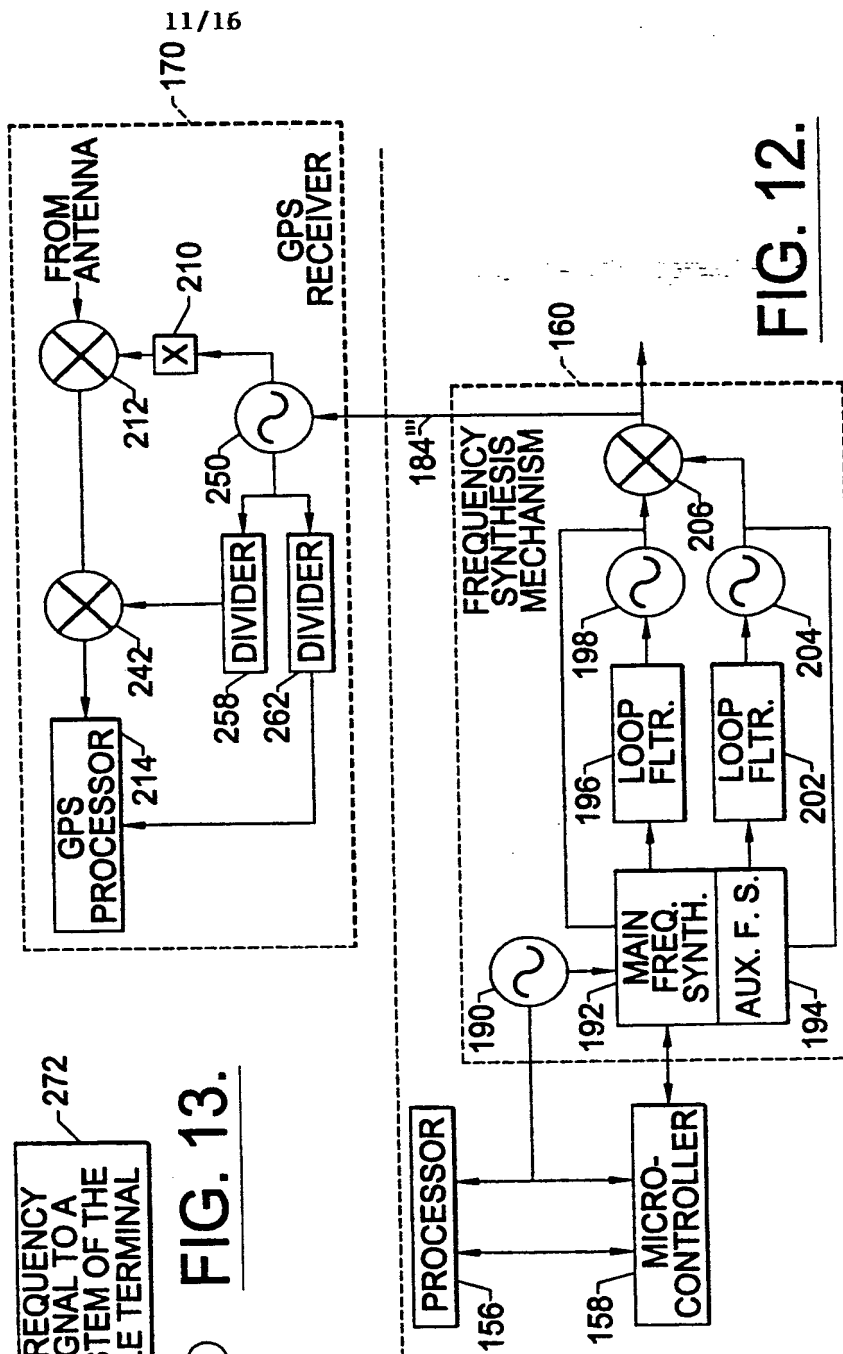 11/16
170
FROM
ANTENNA
210
212
GPS
RECEIVER
250
242
DIVIDER
DIVIDER
258
262
GPS
PROCESSOR
214
184'''
160
FREQUENCY
SYNTHESIS
MECHANISM
206
198
204
LOOP
FLTR.
196
LOOP
FLTR.
202
190
MAIN
FREQ.
SYNTH.
192
AUX. F. S.
194
PROCESSOR
156
MICRO-
CONTROLLER
158
FIG. 12.
REQUENCY
GNAL TO A
STEM OF THE
LE TERMINAL
272
FIG. 13.